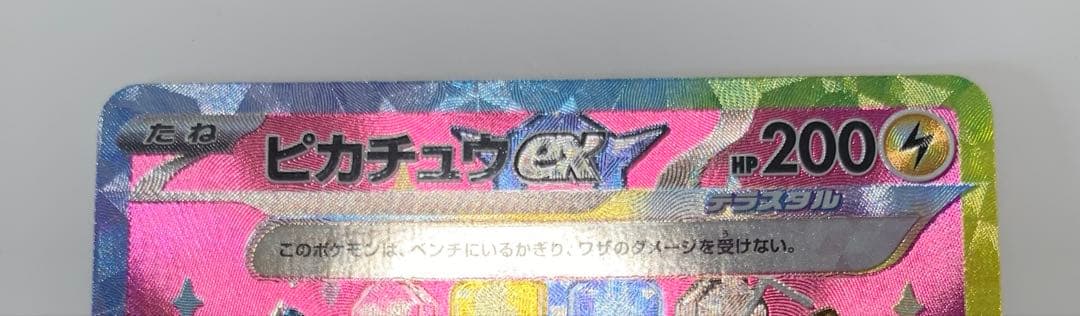 たね ピカチュウex HP200
テラスタル
このポケモンは、ベンチにいるかぎり、ワザのダメージを受けない。